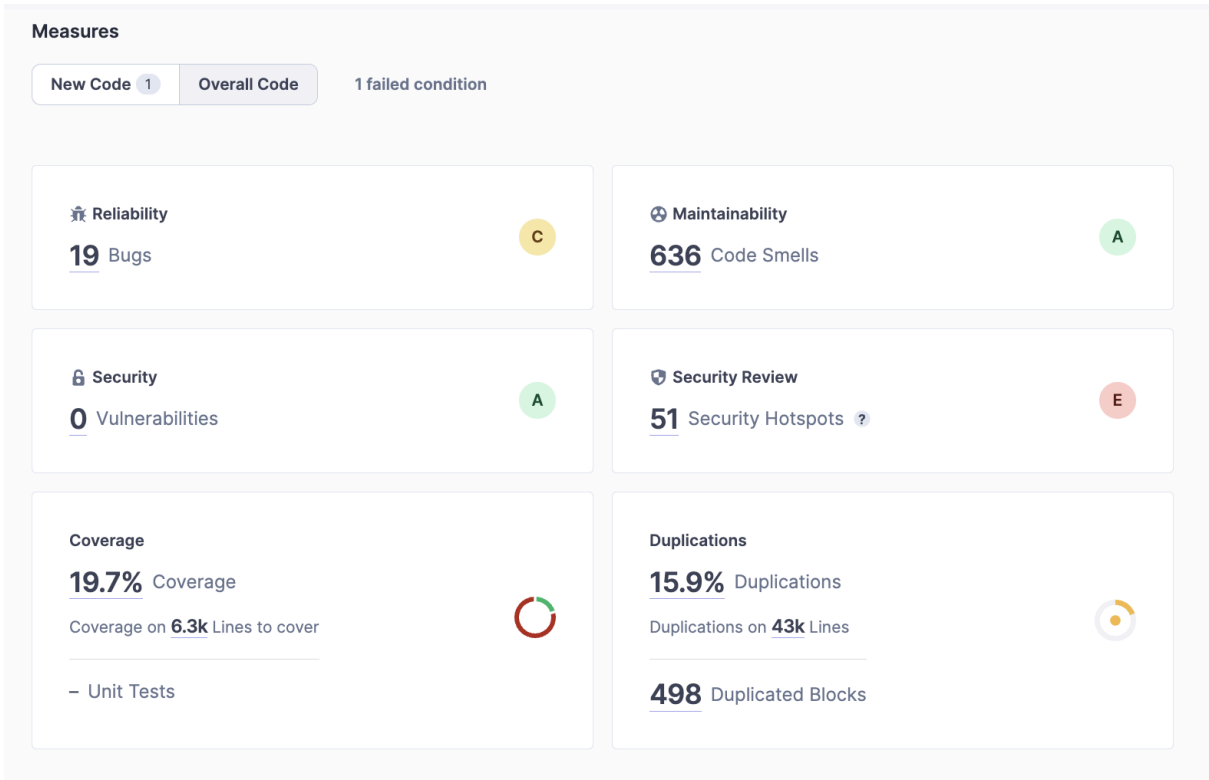 Measures
New Code 1 Overall Code 1 failed condition
Reliability
C
19 Bugs
Maintainability
A
636 Code Smells
Security
A
0 Vulnerabilities
Security Review
E
51 Security Hotspots ?
Coverage
19.7% Coverage
Coverage on 6.3k Lines to cover
– Unit Tests
Duplications
15.9% Duplications
Duplications on 43k Lines
498 Duplicated Blocks